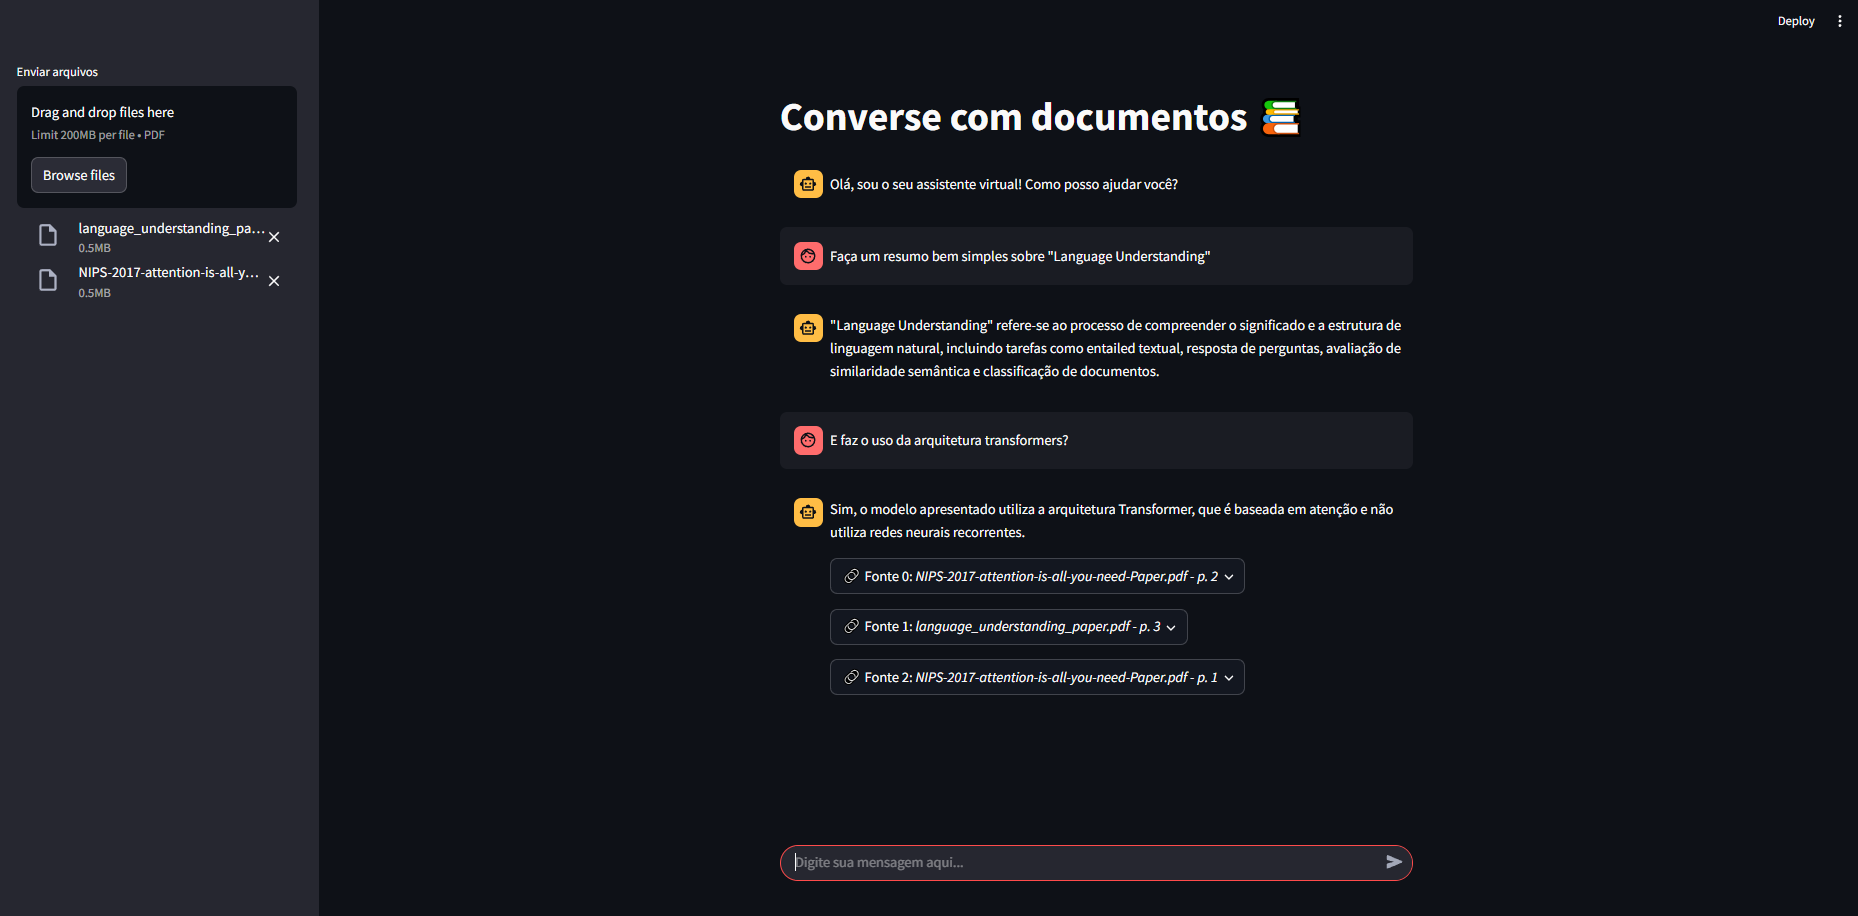 Deploy
Enviar arquivos
Drag and drop files here
Limit 200MB per file • PDF
Browse files
language_understanding_pa...
0.5MB
NIPS-2017-attention-is-all-y...
0.5MB
Converse com documentos
Olá, sou o seu assistente virtual! Como posso ajudar você?
Faça um resumo bem simples sobre "Language Understanding"
"Language Understanding" refere-se ao processo de compreender o significado e a estrutura de
linguagem natural, incluindo tarefas como entailed textual, resposta de perguntas, avaliação de
similaridade semântica e classificação de documentos.
E faz o uso da arquitetura transformers?
Sim, o modelo apresentado utiliza a arquitetura Transformer, que é baseada em atenção e não
utiliza redes neurais recorrentes.
Fonte 0: NIPS-2017-attention-is-all-you-need-Paper.pdf - p. 2
Fonte 1: language_understanding_paper.pdf - p. 3
Fonte 2: NIPS-2017-attention-is-all-you-need-Paper.pdf - p. 1
Digite sua mensagem aqui...